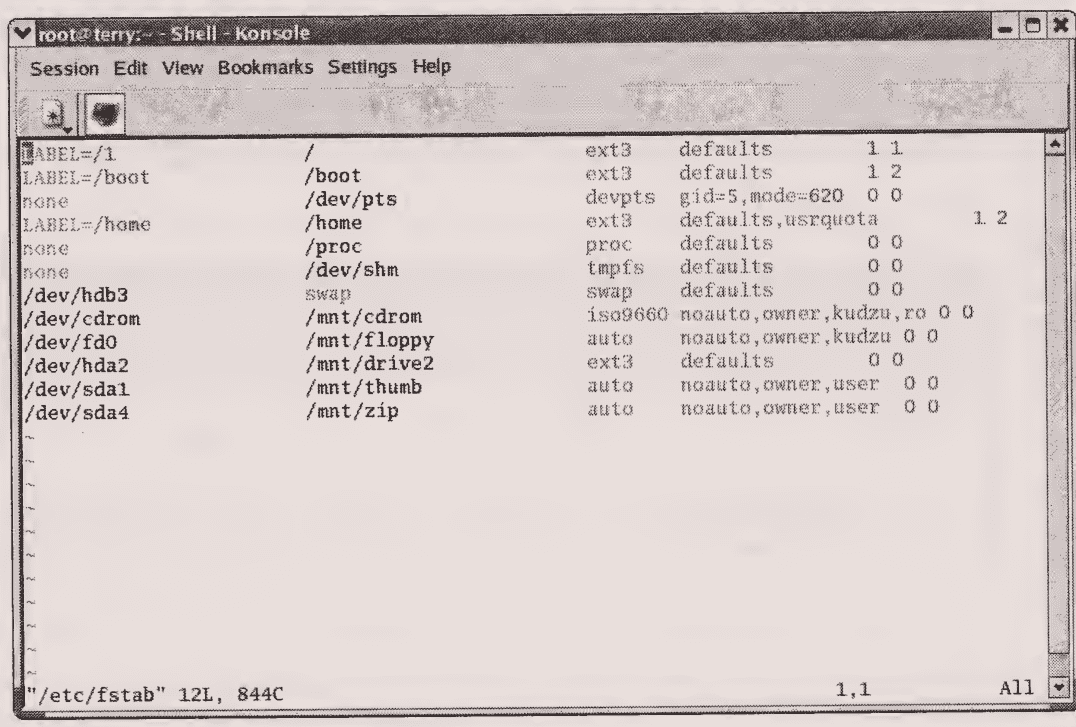 root@terry:~ - Shell - Konsole
Session Edit View Bookmarks Settings Help
LABEL=/1 / ext3 defaults 1 1
LABEL=/boot /boot ext3 defaults 1 2
none /dev/pts devpts gid=5,mode=620 0 0
LABEL=/home /home ext3 defaults,usrquota 1 2
none /proc proc defaults 0 0
none /dev/shm tmpfs defaults 0 0
/dev/hdb3 swap swap defaults 0 0
/dev/cdrom /mnt/cdrom iso9660 noauto,owner,kudzu,ro 0 0
/dev/fd0 /mnt/floppy auto noauto,owner,kudzu 0 0
/dev/hda2 /mnt/drive2 ext3 defaults 0 0
/dev/sda1 /mnt/thumb auto noauto,owner,user 0 0
/dev/sda4 /mnt/zip auto noauto,owner,user 0 0
~
~
~
~
~
~
~
~
~
~
~
"/etc/fstab" 12L, 844C 1,1 All